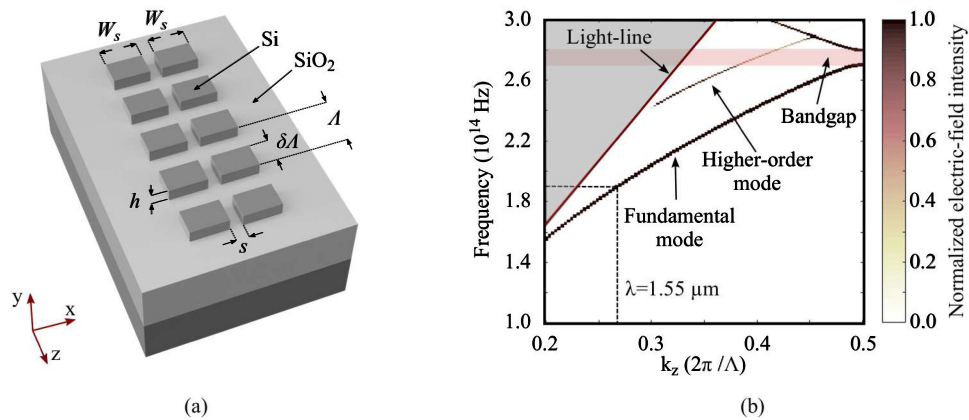 W_s
W_s
Si
SiO₂
Λ
δΛ
h
s
y
x
z
(a)
3.0
2.6
2.2
1.8
1.4
1.0
Frequency (10¹⁴ Hz)
Light-line
Bandgap
Higher-order
mode
Fundamental
mode
λ=1.55 µm
0.2
0.3
0.4
0.5
k_z (2π /Λ)
1.0
0.8
0.6
0.4
0.2
0.0
Normalized electric-field intensity
(b)